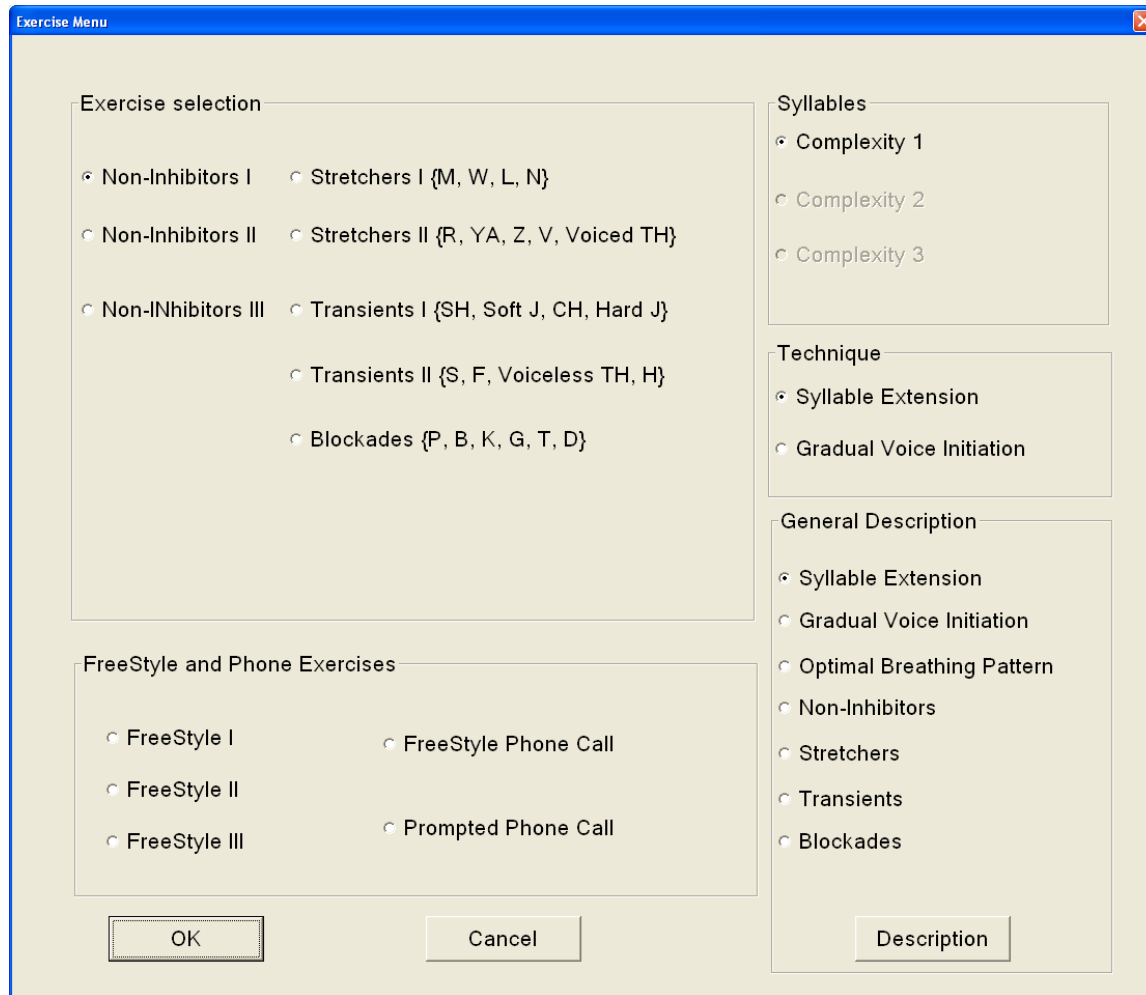 Exercise Menu
Exercise selection
Non-Inhibitors I
Stretchers I {M, W, L, N}
Non-Inhibitors II
Stretchers II {R, YA, Z, V, Voiced TH}
Non-INhibitors III
Transients I {SH, Soft J, CH, Hard J}
Transients II {S, F, Voiceless TH, H}
Blockades {P, B, K, G, T, D}
Syllables
Complexity 1
Complexity 2
Complexity 3
Technique
Syllable Extension
Gradual Voice Initiation
General Description
Syllable Extension
Gradual Voice Initiation
Optimal Breathing Pattern
Non-Inhibitors
Stretchers
Transients
Blockades
Description
FreeStyle and Phone Exercises
FreeStyle I
FreeStyle II
FreeStyle III
FreeStyle Phone Call
Prompted Phone Call
OK
Cancel